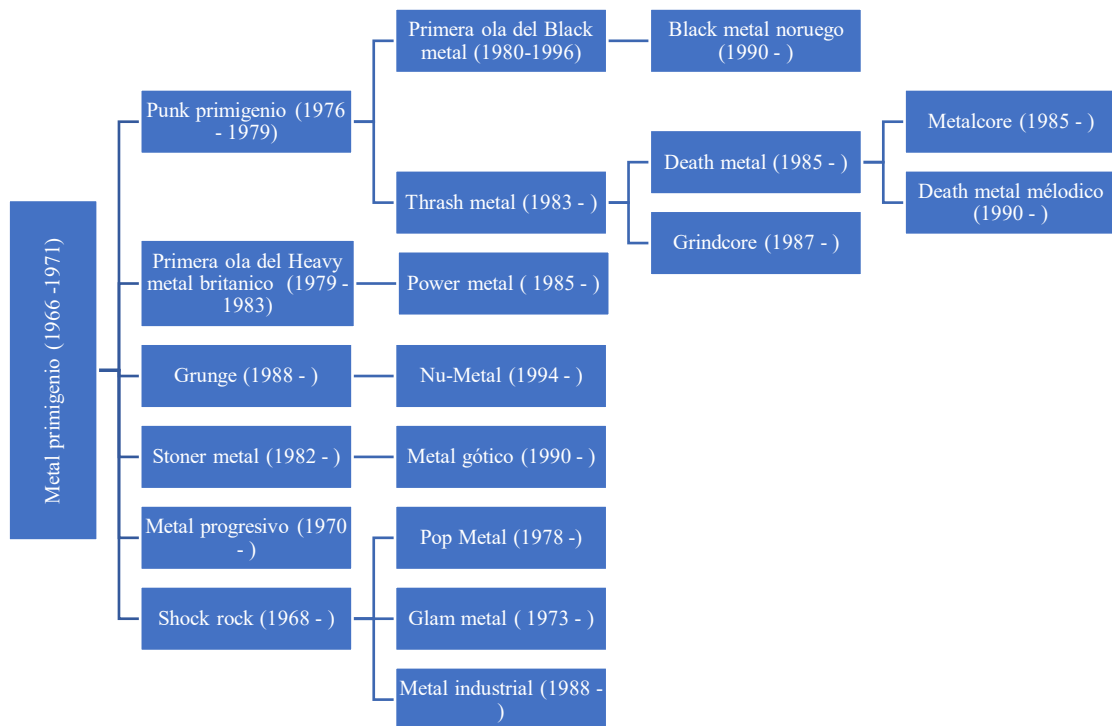 Metal primigenio (1966 -1971)
Punk primigenio (1976
- 1979)
Primera ola del Black
metal (1980-1996)
Black metal noruego
(1990 - )
Thrash metal (1983 - )
Death metal (1985 - )
Metalcore (1985 - )
Death metal mélodico
(1990 - )
Grindcore (1987 - )
Primera ola del Heavy
metal britanico (1979 -
1983)
Power metal ( 1985 - )
Grunge (1988 - )
Nu-Metal (1994 - )
Stoner metal (1982 - )
Metal gótico (1990 - )
Metal progresivo (1970
- )
Shock rock (1968 - )
Pop Metal (1978 -)
Glam metal ( 1973 - )
Metal industrial (1988 -
)